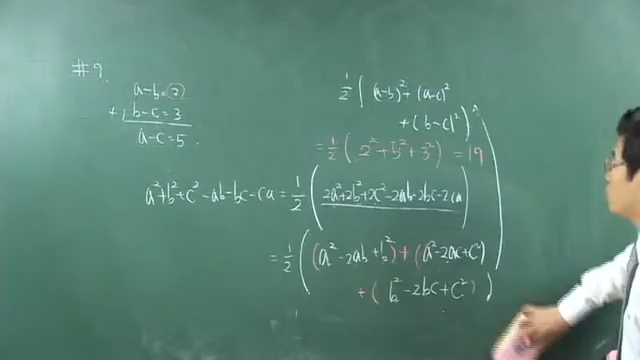 #9.
a-b=2
+) b-c=3
a-c=5.
a²+b²+c²-ab-bc-ca = 1/2 (2a²+2b²+2c²-2ab-2bc-2ca)
= 1/2 ((a²-2ab+b²)+(a²-2ac+c²)
+(b²-2bc+c²))
1/2 ((a-b)²+(a-c)²
+(b-c)²)
= 1/2 (2²+5²+3²) = 19